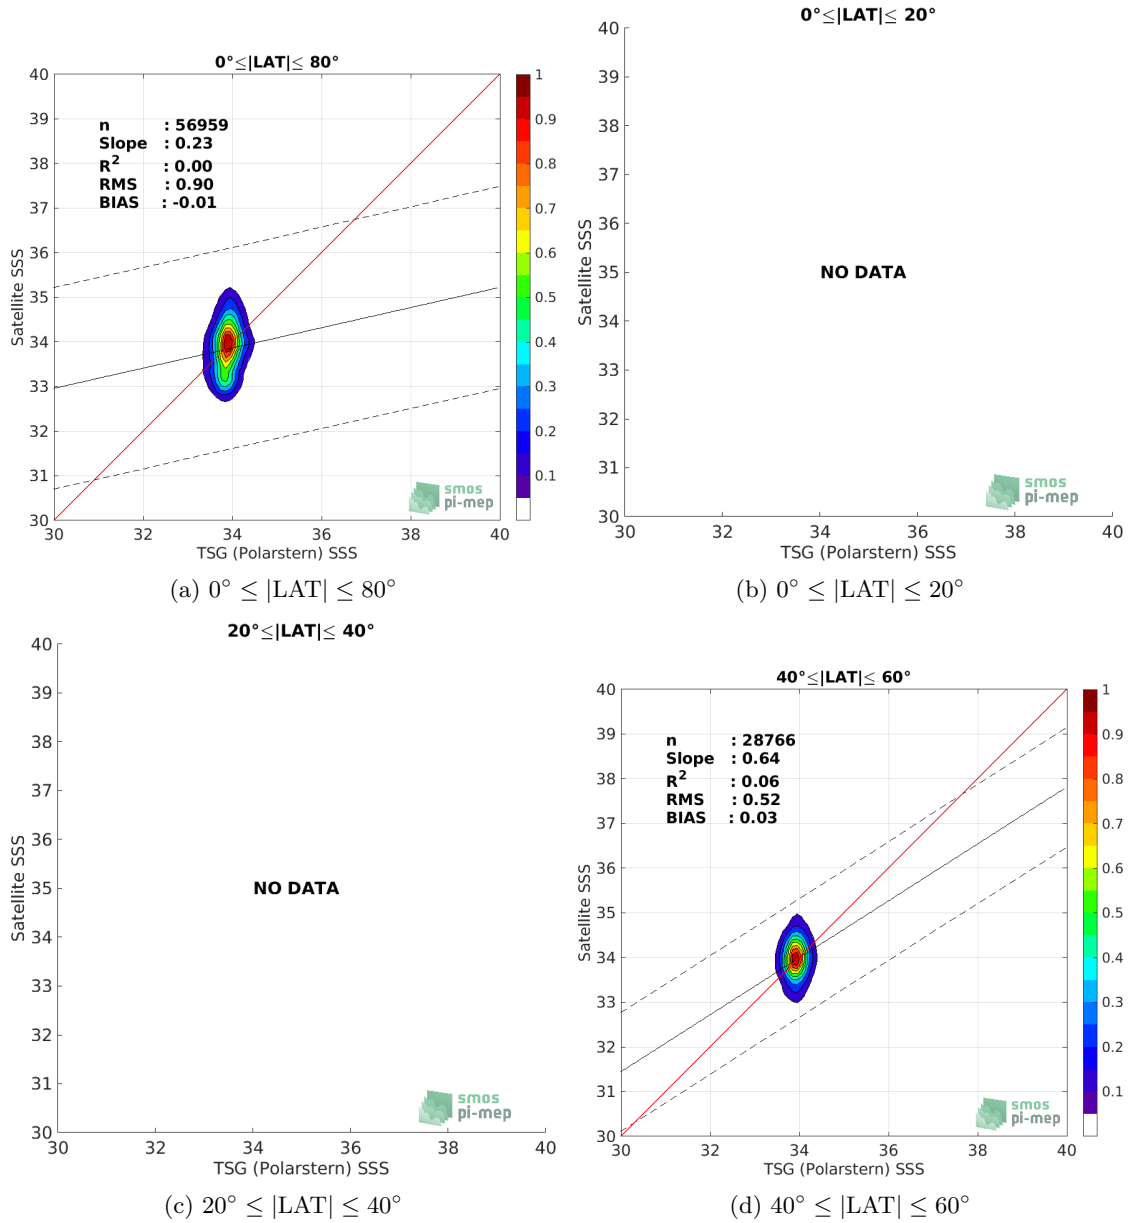 0°≤|LAT|≤ 80°
40
39
38
37
36
35
34
33
32
31
30
Satellite SSS
n : 56959
Slope : 0.23
R² : 0.00
RMS : 0.90
BIAS : -0.01
1
0.9
0.8
0.7
0.6
0.5
0.4
0.3
0.2
0.1
smos
pi-mep
30 32 34 36 38 40
TSG (Polarstern) SSS
(a) 0° ≤ |LAT| ≤ 80°
0°≤|LAT|≤ 20°
40
39
38
37
36
35
34
33
32
31
30
Satellite SSS
NO DATA
smos
pi-mep
30 32 34 36 38 40
TSG (Polarstern) SSS
(b) 0° ≤ |LAT| ≤ 20°
20°≤|LAT|≤ 40°
40
39
38
37
36
35
34
33
32
31
30
Satellite SSS
NO DATA
smos
pi-mep
30 32 34 36 38 40
TSG (Polarstern) SSS
(c) 20° ≤ |LAT| ≤ 40°
40°≤|LAT|≤ 60°
40
39
38
37
36
35
34
33
32
31
30
Satellite SSS
n : 28766
Slope : 0.64
R² : 0.06
RMS : 0.52
BIAS : 0.03
1
0.9
0.8
0.7
0.6
0.5
0.4
0.3
0.2
0.1
smos
pi-mep
30 32 34 36 38 40
TSG (Polarstern) SSS
(d) 40° ≤ |LAT| ≤ 60°